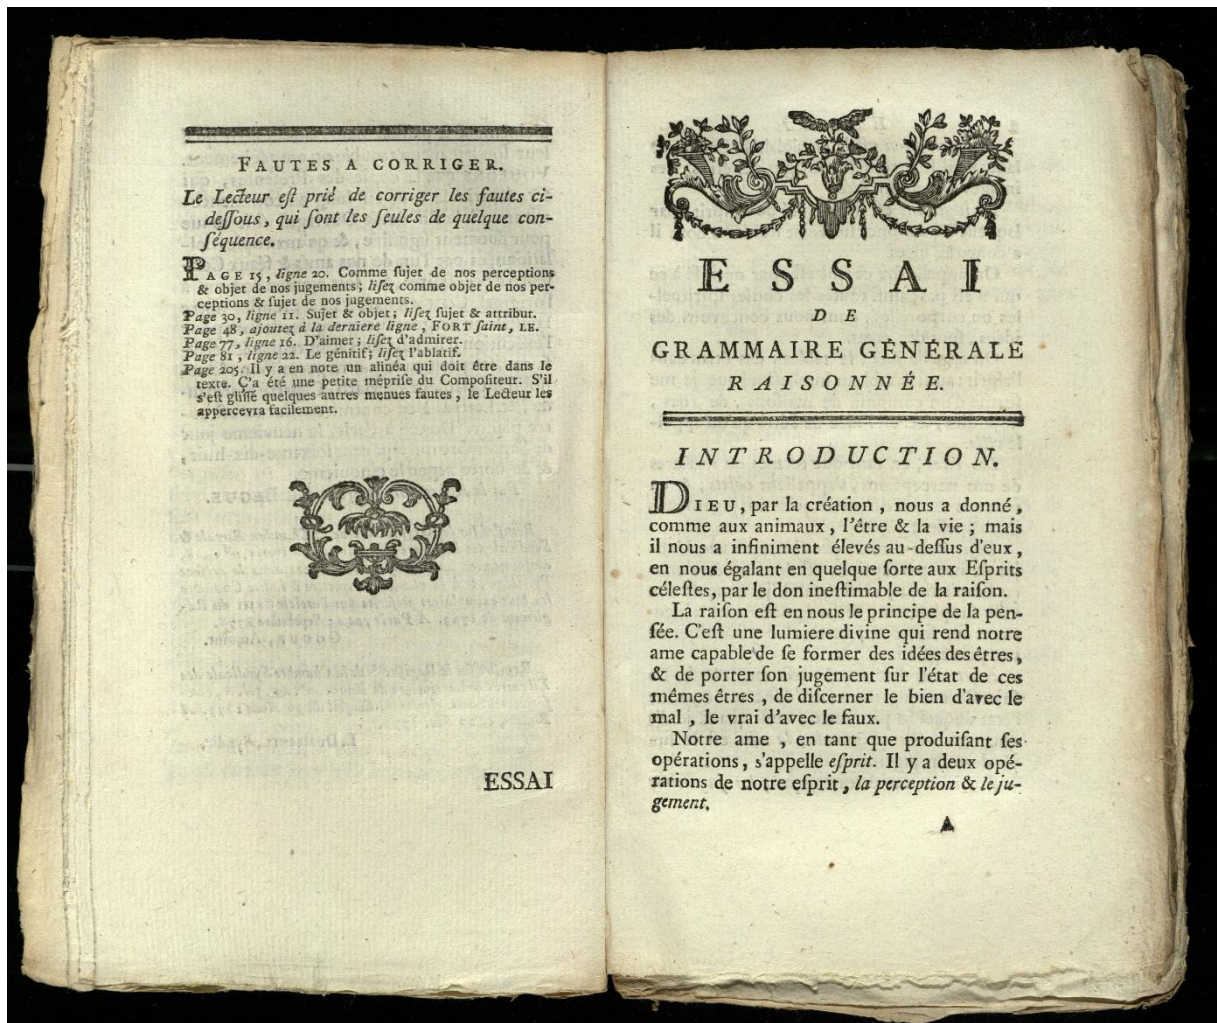 FAUTES A CORRIGER.
Le Lecteur eſt prié de corriger les fautes ci-
deſſous, qui ſont les ſeules de quelque con-
ſéquence.
PAGE 15, ligne 20. Comme ſujet de nos perceptions
& objet de nos jugements; liſez comme objet de nos per-
ceptions & ſujet de nos jugements.
Page 30, ligne 11. Sujet & objet; liſez ſujet & attribut.
Page 48, ajoutez à la derniere ligne, FORT ſaint, LE.
Page 77, ligne 16. D'aimer; liſez d'admirer.
Page 81, ligne 22. Le génitif; liſez l'ablatif.
Page 205. Il y a en note un alinéa qui doit être dans le
texte. C'a été une petite mépriſe du Compoſiteur. S'il
s'eſt gliſſé quelques autres menues fautes, le Lecteur les
appercevra facilement.
ESSAI
ESSAI
DE
GRAMMAIRE GÉNÉRALE
RAISONNÉE.
INTRODUCTION.
DIEU, par la création, nous a donné,
comme aux animaux, l'être & la vie; mais
il nous a infiniment élevés au-deſſus d'eux,
en nous égalant en quelque ſorte aux Eſprits
céleſtes, par le don ineſtimable de la raiſon.
La raiſon eſt en nous le principe de la pen-
ſée. C'eſt une lumiere divine qui rend notre
ame capable de ſe former des idées des êtres,
& de porter ſon jugement ſur l'état de ces
mêmes êtres, de diſcerner le bien d'avec le
mal, le vrai d'avec le faux.
Notre ame, en tant que produiſant ſes
opérations, s'appelle eſprit. Il y a deux opé-
rations de notre eſprit, la perception & le ju-
gement.
A